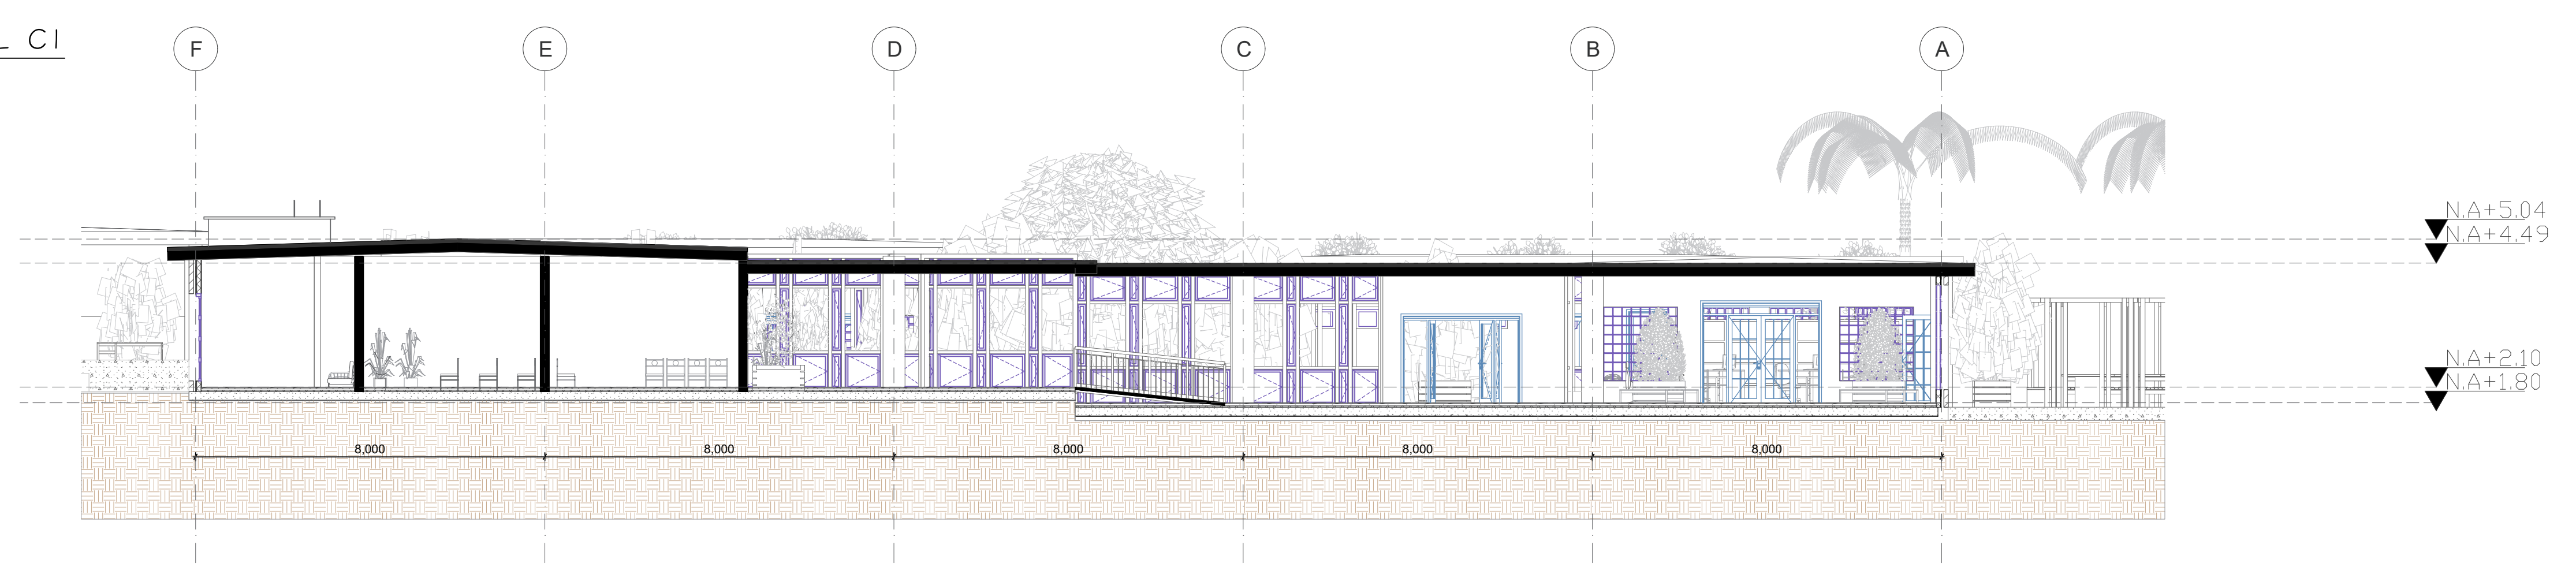 C1
F E D C B A
N.A+5.04
N.A+4.49
N.A+2.10
N.A+1.80
8,000 8,000 8,000 8,000 8,000